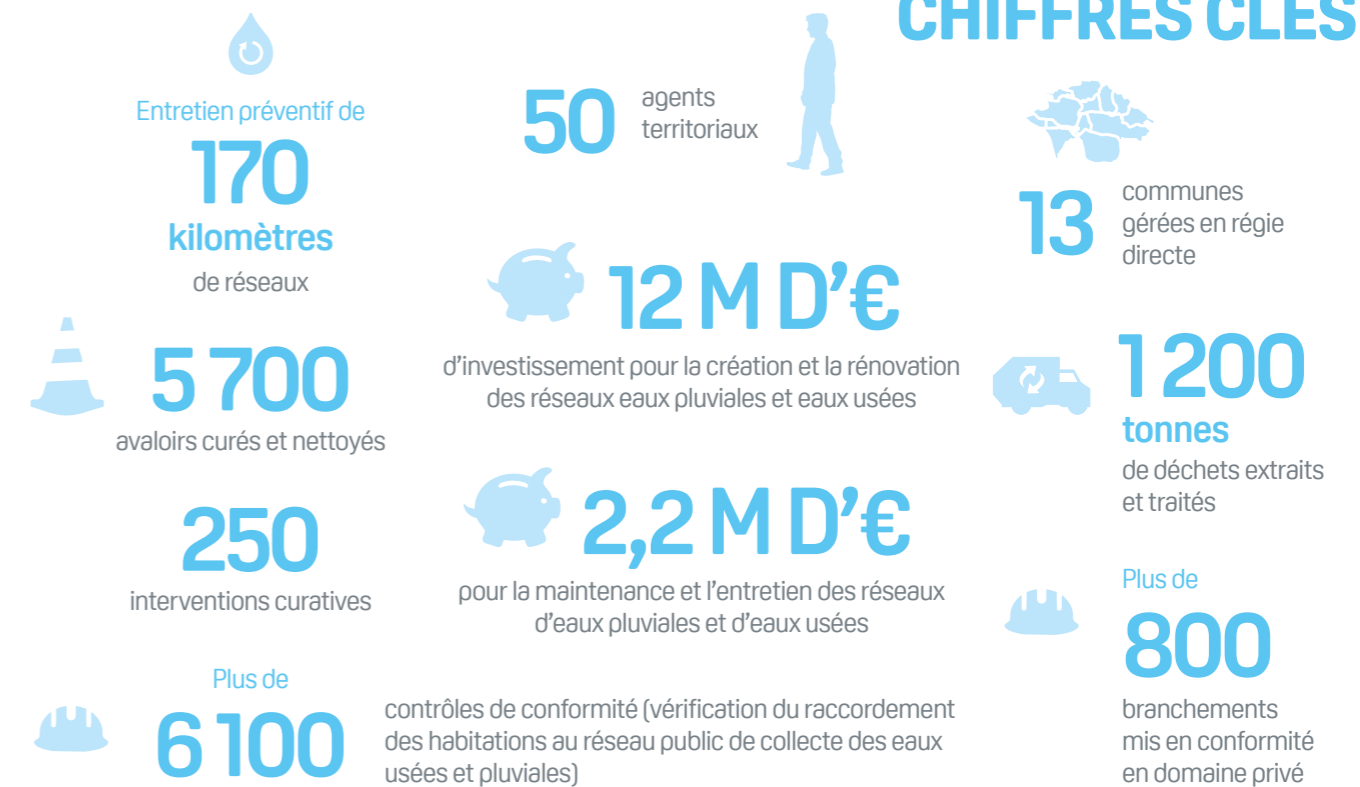 CHIFFRES CLÉS
Entretien préventif de
170
kilomètres
de réseaux
50
agents
territoriaux
13
communes
gérées en régie
directe
12 M D'€
d'investissement pour la création et la rénovation
des réseaux eaux pluviales et eaux usées
5 700
avaloirs curés et nettoyés
1 200
tonnes
de déchets extraits
et traités
250
interventions curatives
2,2 M D'€
pour la maintenance et l'entretien des réseaux
d'eaux pluviales et d'eaux usées
Plus de
800
branchements
mis en conformité
en domaine privé
Plus de
6 100
contrôles de conformité (vérification du raccordement
des habitations au réseau public de collecte des eaux
usées et pluviales)